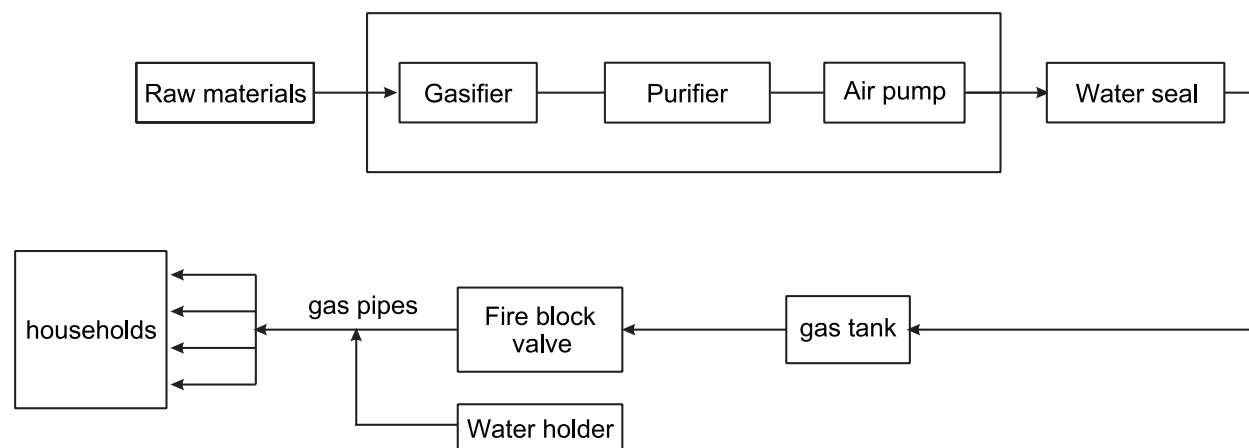 Raw materials
Gasifier
Purifier
Air pump
Water seal
households
gas pipes
Fire block
valve
gas tank
Water holder